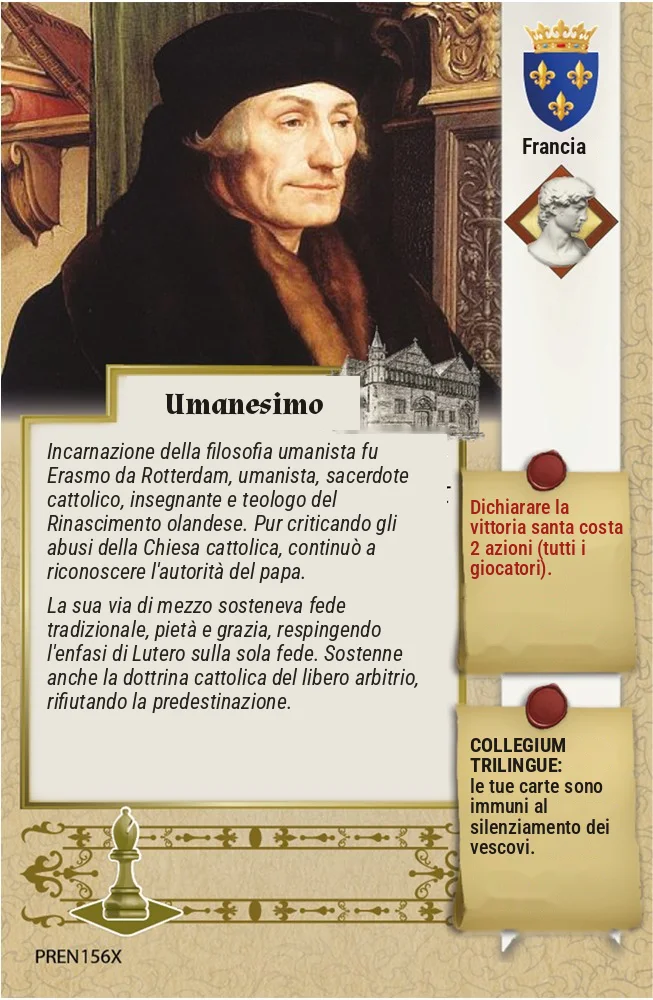 Francia
Umanesimo
Incarnazione della filosofia umanista fu
Erasmo da Rotterdam, umanista, sacerdote
cattolico, insegnante e teologo del
Rinascimento olandese. Pur criticando gli
abusi della Chiesa cattolica, continuò a
riconoscere l'autorità del papa.
La sua via di mezzo sosteneva fede
tradizionale, pietà e grazia, respingendo
l'enfasi di Lutero sulla sola fede. Sostenne
anche la dottrina cattolica del libero arbitrio,
rifiutando la predestinazione.
Dichiarare la
vittoria santa costa
2 azioni (tutti i
giocatori).
COLLEGIUM
TRILINGUE:
le tue carte sono
immuni al
silenziamento dei
vescovi.
PREN156X